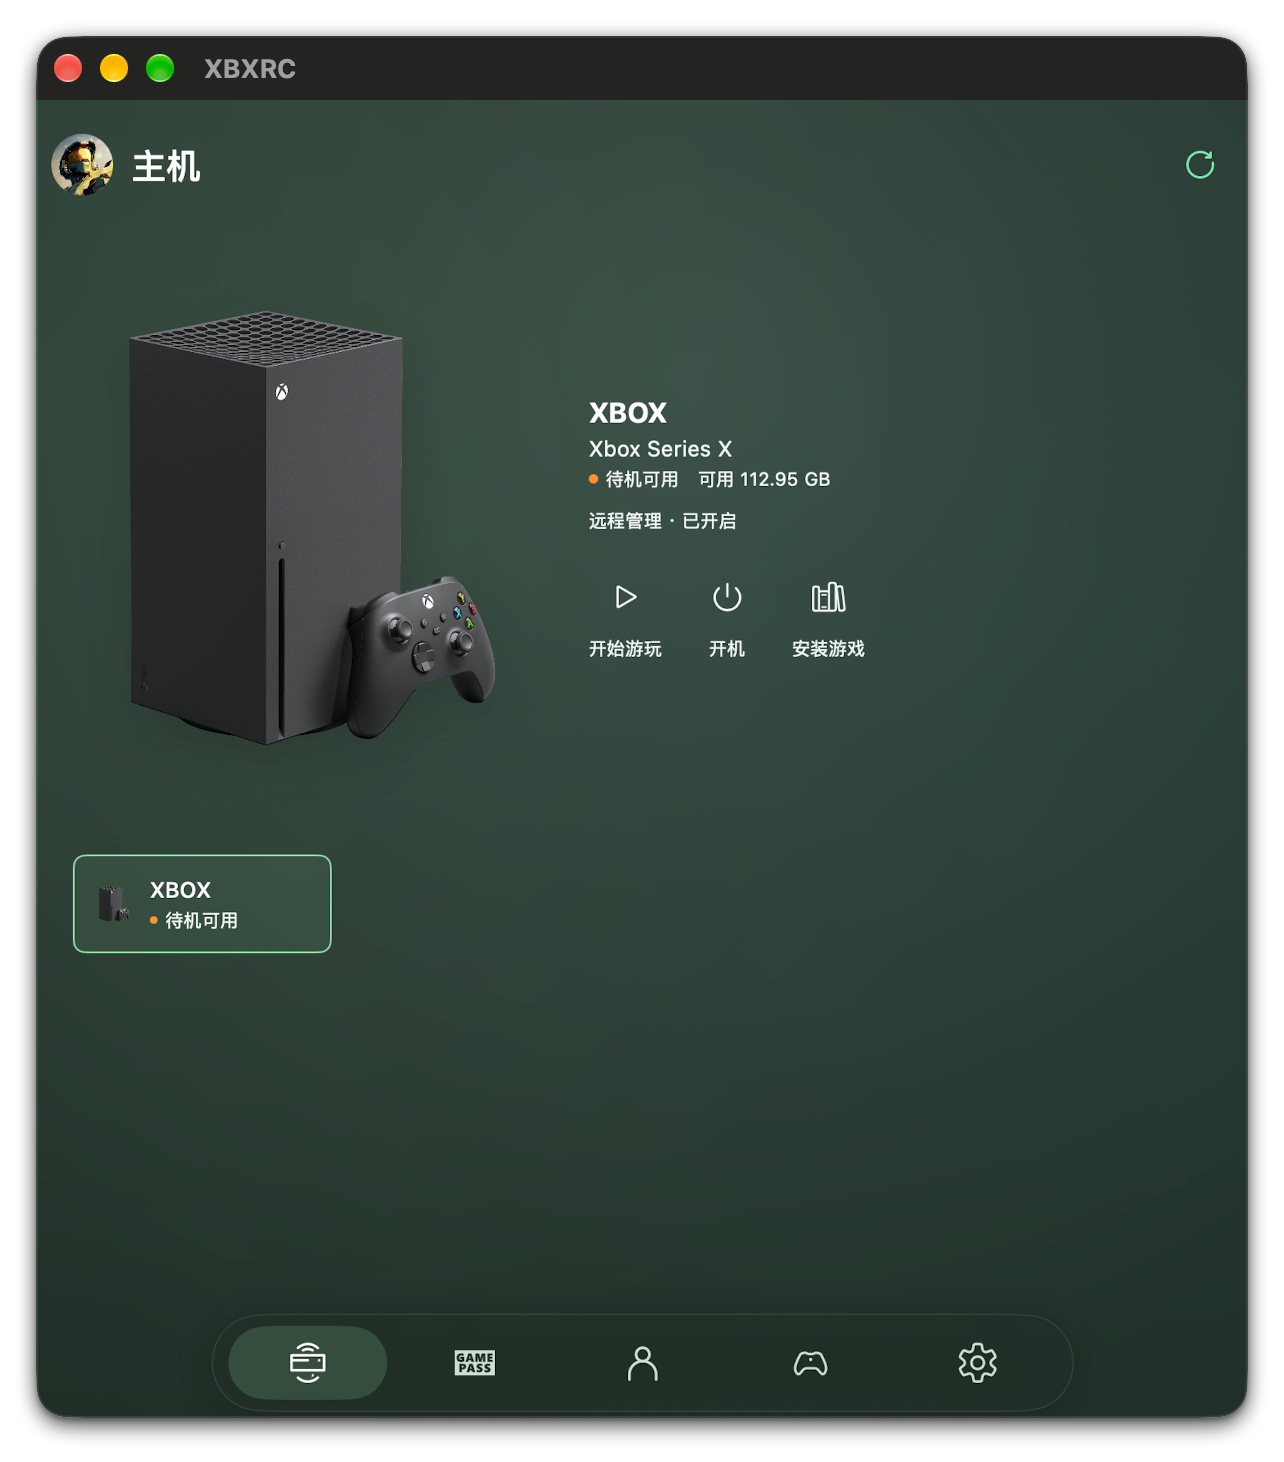 XBXRC
主机
XBOX
Xbox Series X
待机可用 可用 112.95 GB
远程管理 · 已开启
开始游玩 开机 安装游戏
XBOX
待机可用
GAME
PASS